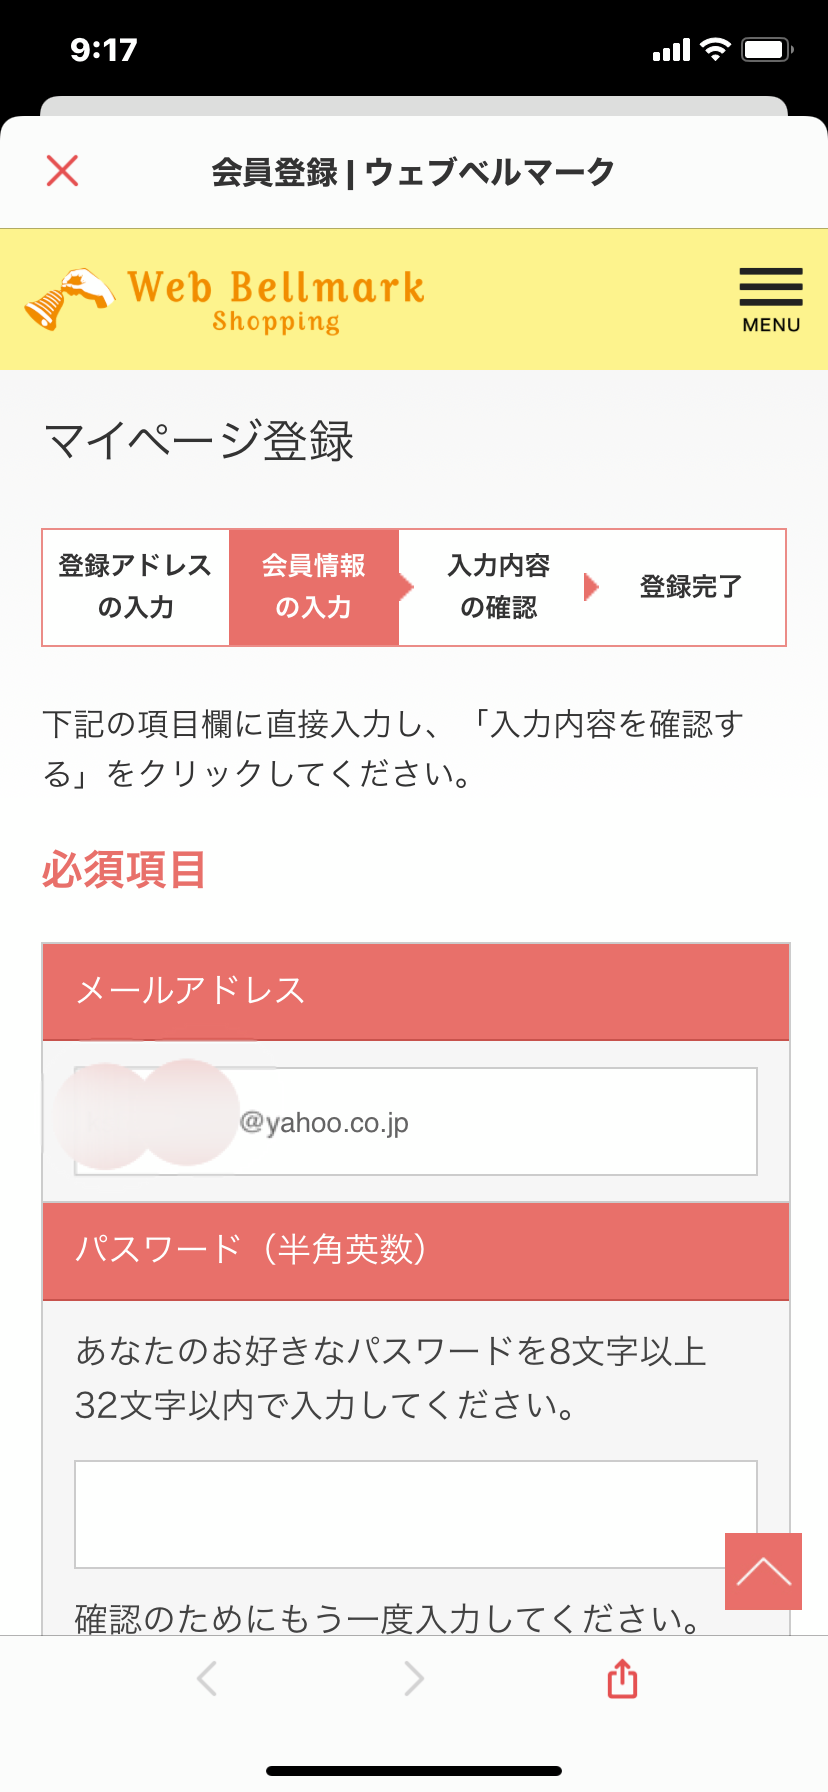 9:17
会員登録 | ウェブベルマーク
Web Bellmark
Shopping
MENU
マイページ登録
登録アドレス
の入力
会員情報
の入力
入力内容
の確認
登録完了
下記の項目欄に直接入力し、「入力内容を確認す
る」をクリックしてください。
必須項目
メールアドレス
@yahoo.co.jp
パスワード（半角英数）
あなたのお好きなパスワードを8文字以上
32文字以内で入力してください。
確認のためにもう一度入力してください。